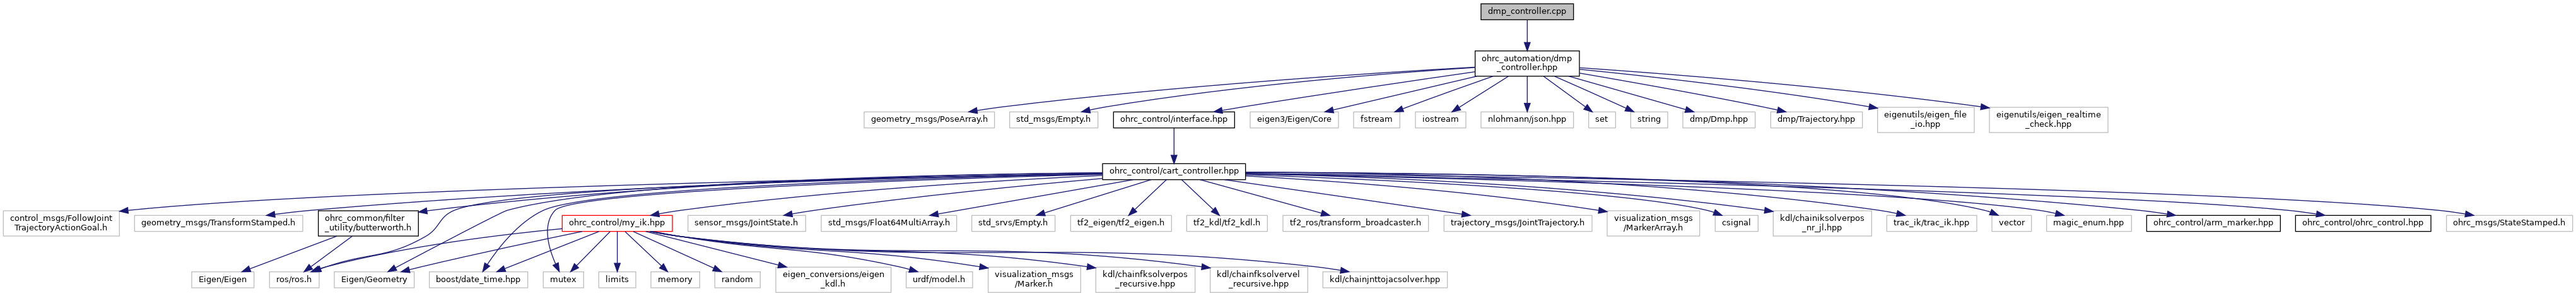 dmp_controller.cpp
ohrc_automation/dmp
_controller.hpp
geometry_msgs/PoseArray.h
std_msgs/Empty.h
ohrc_control/interface.hpp
eigen3/Eigen/Core
fstream
iostream
nlohmann/json.hpp
set
string
dmp/Dmp.hpp
dmp/Trajectory.hpp
eigenutils/eigen_file
_io.hpp
eigenutils/eigen_realtime
_check.hpp
ohrc_control/cart_controller.hpp
control_msgs/FollowJoint
TrajectoryActionGoal.h
geometry_msgs/TransformStamped.h
ohrc_common/filter
_utility/butterworth.h
ohrc_control/my_ik.hpp
sensor_msgs/JointState.h
std_msgs/Float64MultiArray.h
std_srvs/Empty.h
tf2_eigen/tf2_eigen.h
tf2_kdl/tf2_kdl.h
tf2_ros/transform_broadcaster.h
trajectory_msgs/JointTrajectory.h
visualization_msgs
/MarkerArray.h
csignal
kdl/chainiksolverpos
_nr_jl.hpp
trac_ik/trac_ik.hpp
vector
magic_enum.hpp
ohrc_control/arm_marker.hpp
ohrc_control/ohrc_control.hpp
ohrc_msgs/StateStamped.h
Eigen/Eigen
ros/ros.h
Eigen/Geometry
boost/date_time.hpp
mutex
limits
memory
random
eigen_conversions/eigen
_kdl.h
urdf/model.h
visualization_msgs
/Marker.h
kdl/chainfksolverpos
_recursive.hpp
kdl/chainfksolvervel
_recursive.hpp
kdl/chainjnttojacsolver.hpp